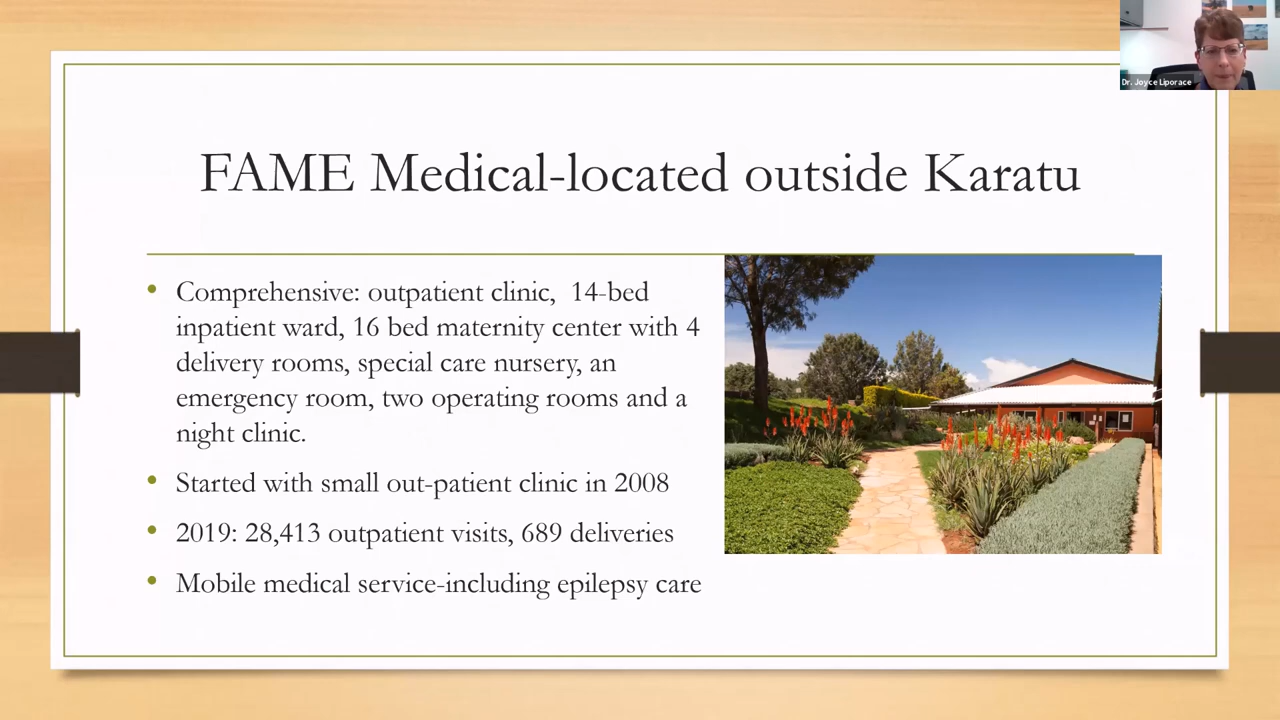 Dr. Joyce Liporace
FAME Medical-located outside Karatu
• Comprehensive: outpatient clinic,  14-bed
inpatient ward, 16 bed maternity center with 4
delivery rooms, special care nursery, an
emergency room, two operating rooms and a
night clinic.
• Started with small out-patient clinic in 2008
• 2019: 28,413 outpatient visits, 689 deliveries
• Mobile medical service-including epilepsy care